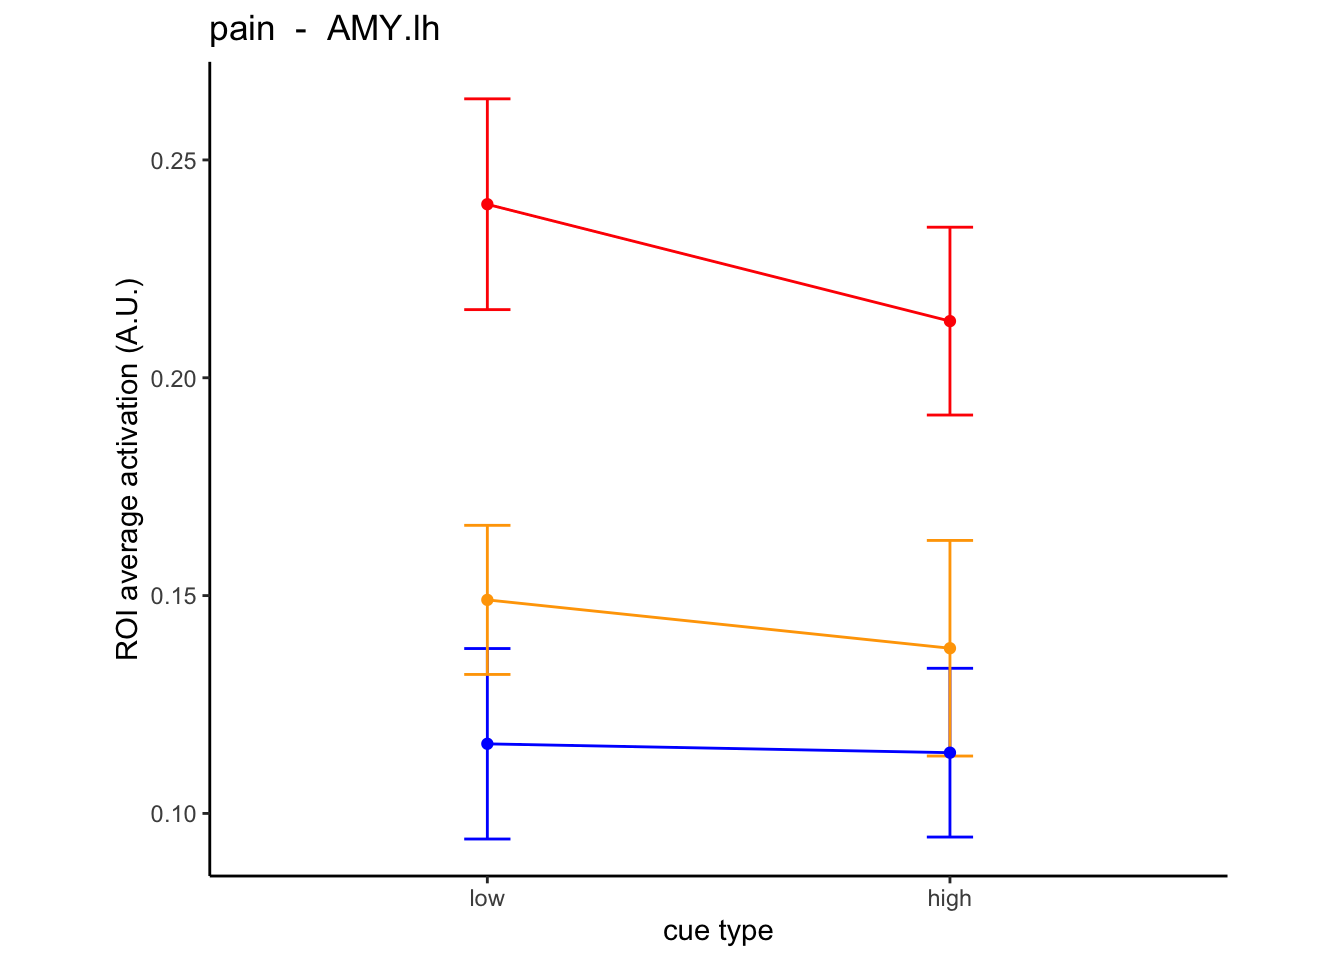 pain - AMY.lh
ROI average activation (A.U.)
0.25
0.20
0.15
0.10
low high
cue type